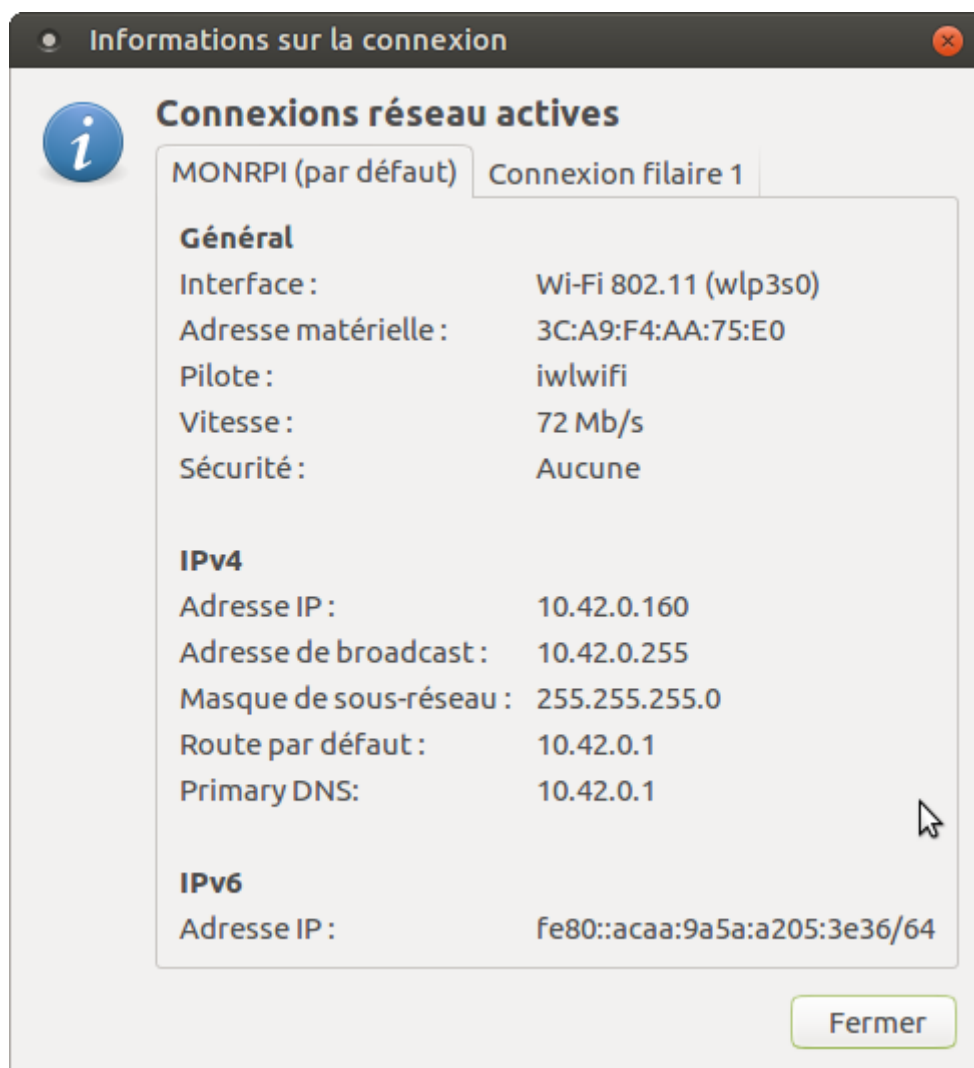 Informations sur la connexion
Connexions réseau actives
MONRPI (par défaut) Connexion filaire 1
Général
Interface : Wi-Fi 802.11 (wlp3s0)
Adresse matérielle : 3C:A9:F4:AA:75:E0
Pilote : iwlwifi
Vitesse : 72 Mb/s
Sécurité : Aucune
IPv4
Adresse IP : 10.42.0.160
Adresse de broadcast : 10.42.0.255
Masque de sous-réseau : 255.255.255.0
Route par défaut : 10.42.0.1
Primary DNS: 10.42.0.1
IPv6
Adresse IP : fe80::acaa:9a5a:a205:3e36/64
Fermer